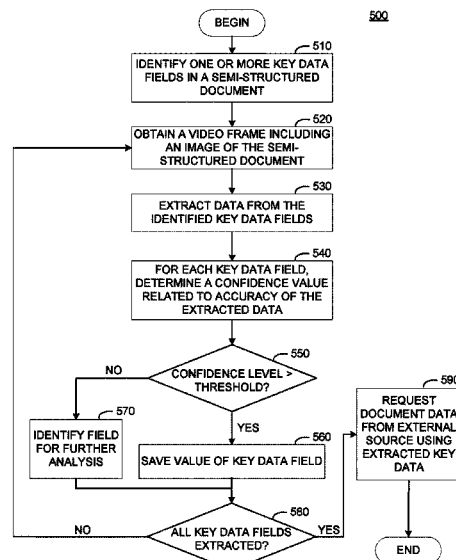 500
BEGIN
510
IDENTIFY ONE OR MORE KEY DATA
FIELDS IN A SEMI-STRUCTURED
DOCUMENT
520
OBTAIN A VIDEO FRAME INCLUDING
AN IMAGE OF THE SEMI-
STRUCTURED DOCUMENT
530
EXTRACT DATA FROM THE
IDENTIFIED KEY DATA FIELDS
540
FOR EACH KEY DATA FIELD,
DETERMINE A CONFIDENCE VALUE
RELATED TO ACCURACY OF THE
EXTRACTED DATA
550
CONFIDENCE LEVEL >
THRESHOLD?
NO
YES
570
IDENTIFY FIELD
FOR FURTHER
ANALYSIS
560
SAVE VALUE OF KEY DATA FIELD
580
ALL KEY DATA FIELDS
EXTRACTED?
NO
YES
590
REQUEST
DOCUMENT DATA
FROM EXTERNAL
SOURCE USING
EXTRACTED KEY
DATA
END